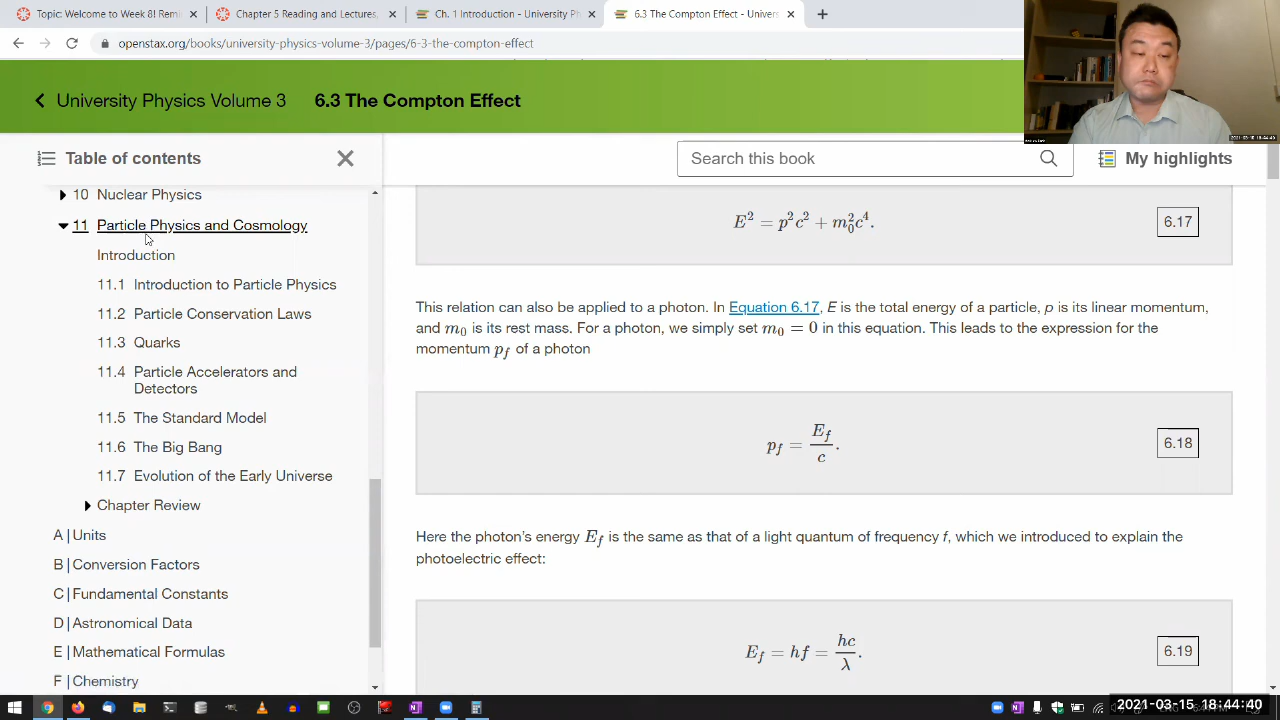 Topic: Welcome to Week 8! Remi
Chapter 5 Reading and Lectures,
Ch. 1 Introduction - University Ph
6.3 The Compton Effect - Univers
openstax.org/books/university-physics-volume-3/pages/6-3-the-compton-effect
University Physics Volume 3
6.3 The Compton Effect
2021-03-15 18:44:40
Table of contents
Search this book
My highlights
10 Nuclear Physics
11 Particle Physics and Cosmology
Introduction
11.1 Introduction to Particle Physics
11.2 Particle Conservation Laws
11.3 Quarks
11.4 Particle Accelerators and
Detectors
11.5 The Standard Model
11.6 The Big Bang
11.7 Evolution of the Early Universe
Chapter Review
A | Units
B | Conversion Factors
C | Fundamental Constants
D | Astronomical Data
E | Mathematical Formulas
F | Chemistry
E² = p²c² + m₀²c⁴. 6.17
This relation can also be applied to a photon. In Equation 6.17, E is the total energy of a particle, p is its linear momentum,
and m₀ is its rest mass. For a photon, we simply set m₀ = 0 in this equation. This leads to the expression for the
momentum p_f of a photon
p_f = E_f / c. 6.18
Here the photon's energy E_f is the same as that of a light quantum of frequency f, which we introduced to explain the
photoelectric effect:
E_f = hf = hc / λ. 6.19
2021-03-15 18:44:40